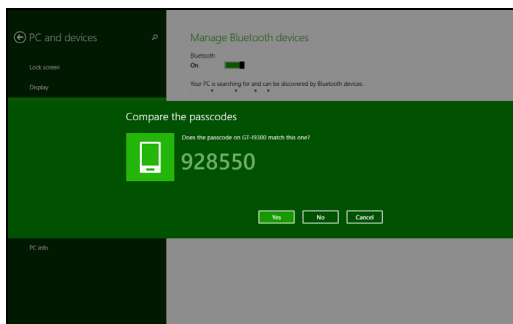 PC and devices
Lock screen
Display
PC info
Manage Bluetooth devices
Bluetooth
On
Your PC is searching for and can be discovered by Bluetooth devices.
Compare the passcodes
Does the passcode on GT-I9300 match this one?
928550
Yes No Cancel